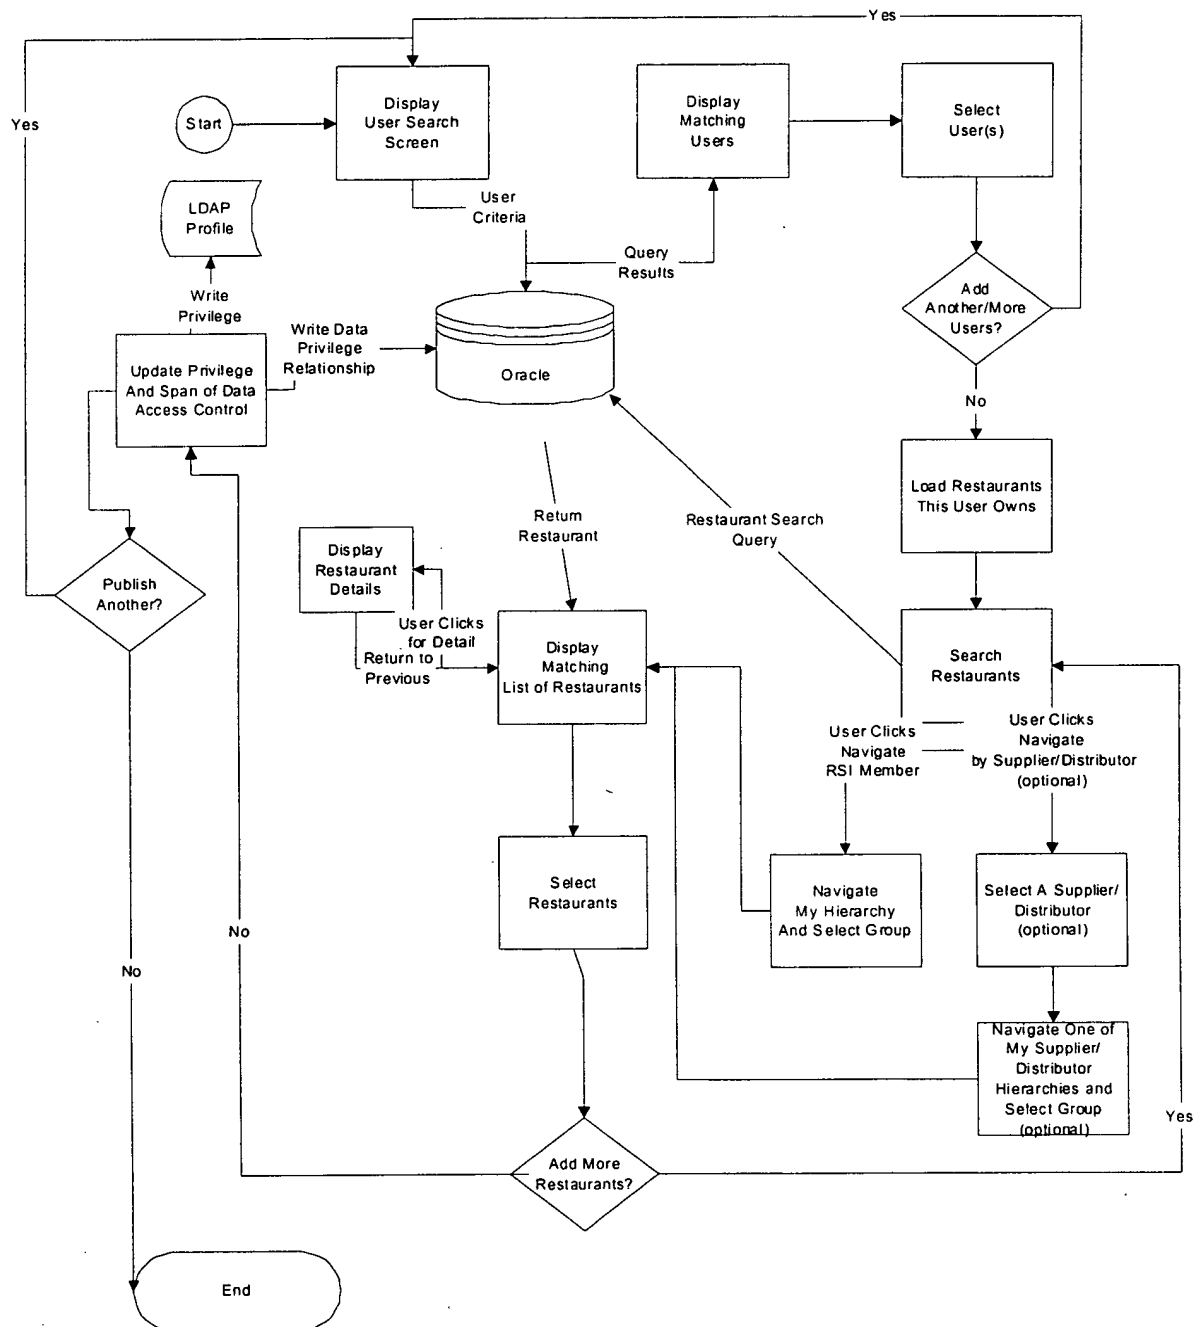 Yes
Yes
Start
Display
User Search
Screen
Display
Matching
Users
Select
User(s)
LDAP
Profile
User
Criteria
Query
Results
Write
Privilege
Write Data
Privilege
Relationship
Add
Another/More
Users?
Update Privilege
And Span of Data
Access Control
Oracle
No
Load Restaurants
This User Owns
Return
Restaurant
Restaurant Search
Query
Display
Restaurant
Details
Publish
Another?
User Clicks
for Detail
Return to
Previous
Display
Matching
List of Restaurants
Search
Restaurants
User Clicks
Navigate
RSI Member
User Clicks
Navigate
by Supplier/Distributor
(optional)
Select
Restaurants
Navigate
My Hierarchy
And Select Group
Select A Supplier/
Distributor
(optional)
No
No
Navigate One of
My Supplier/
Distributor
Hierarchies and
Select Group
(optional)
Yes
Add More
Restaurants?
End